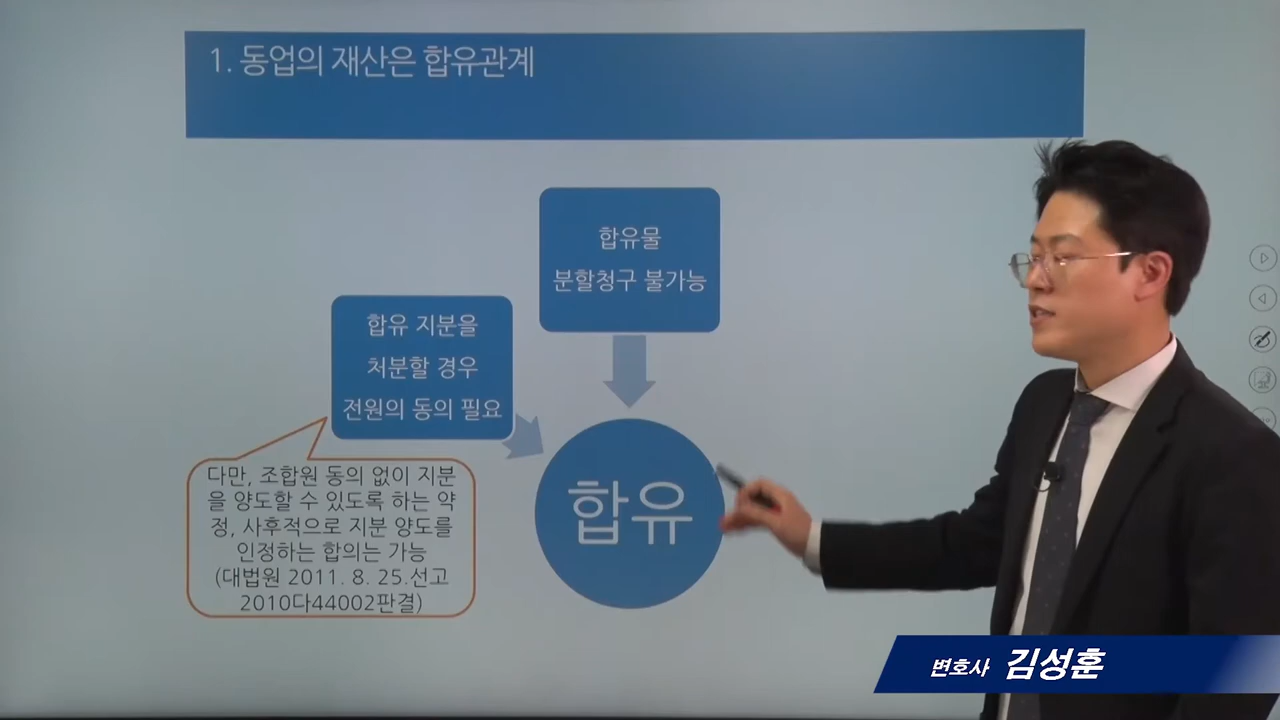 1. 동업의 재산은 합유관계
합유물
분할청구 불가능
합유 지분을
처분할 경우
전원의 동의 필요
다만, 조합원 동의 없이 지분
을 양도할 수 있도록 하는 약
정, 사후적으로 지분 양도를
인정하는 합의는 가능
(대법원 2011. 8. 25.선고
2010다44002판결)
합유
변호사 김성훈